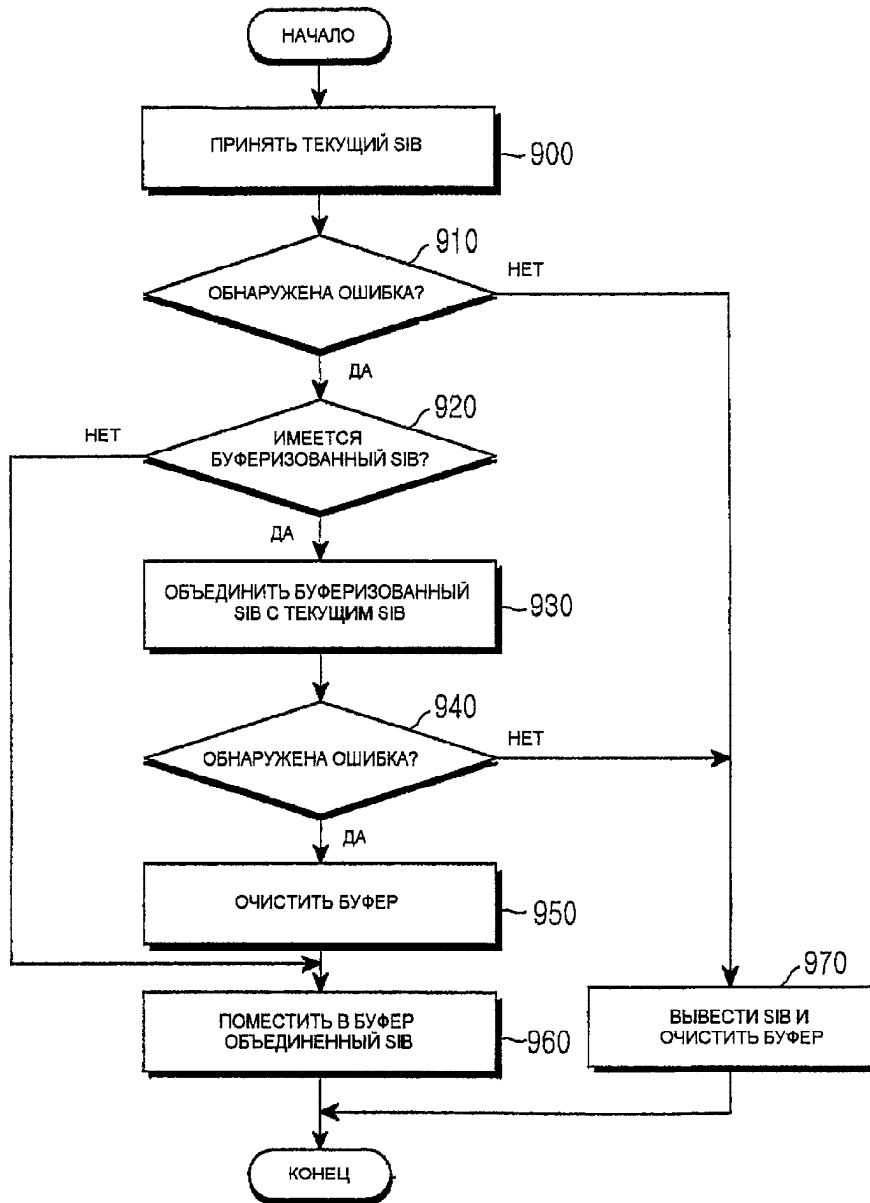 НАЧАЛО
ПРИНЯТЬ ТЕКУЩИЙ SIB
900
910
ОБНАРУЖЕНА ОШИБКА?
НЕТ
ДА
920
НЕТ
ИМЕЕТСЯ
БУФЕРИЗОВАННЫЙ SIB?
ДА
ОБЪЕДИНИТЬ БУФЕРИЗОВАННЫЙ
SIB С ТЕКУЩИМ SIB
930
940
ОБНАРУЖЕНА ОШИБКА?
НЕТ
ДА
ОЧИСТИТЬ БУФЕР
950
970
ПОМЕСТИТЬ В БУФЕР
ОБЪЕДИНЕННЫЙ SIB
960
ВЫВЕСТИ SIB И
ОЧИСТИТЬ БУФЕР
КОНЕЦ